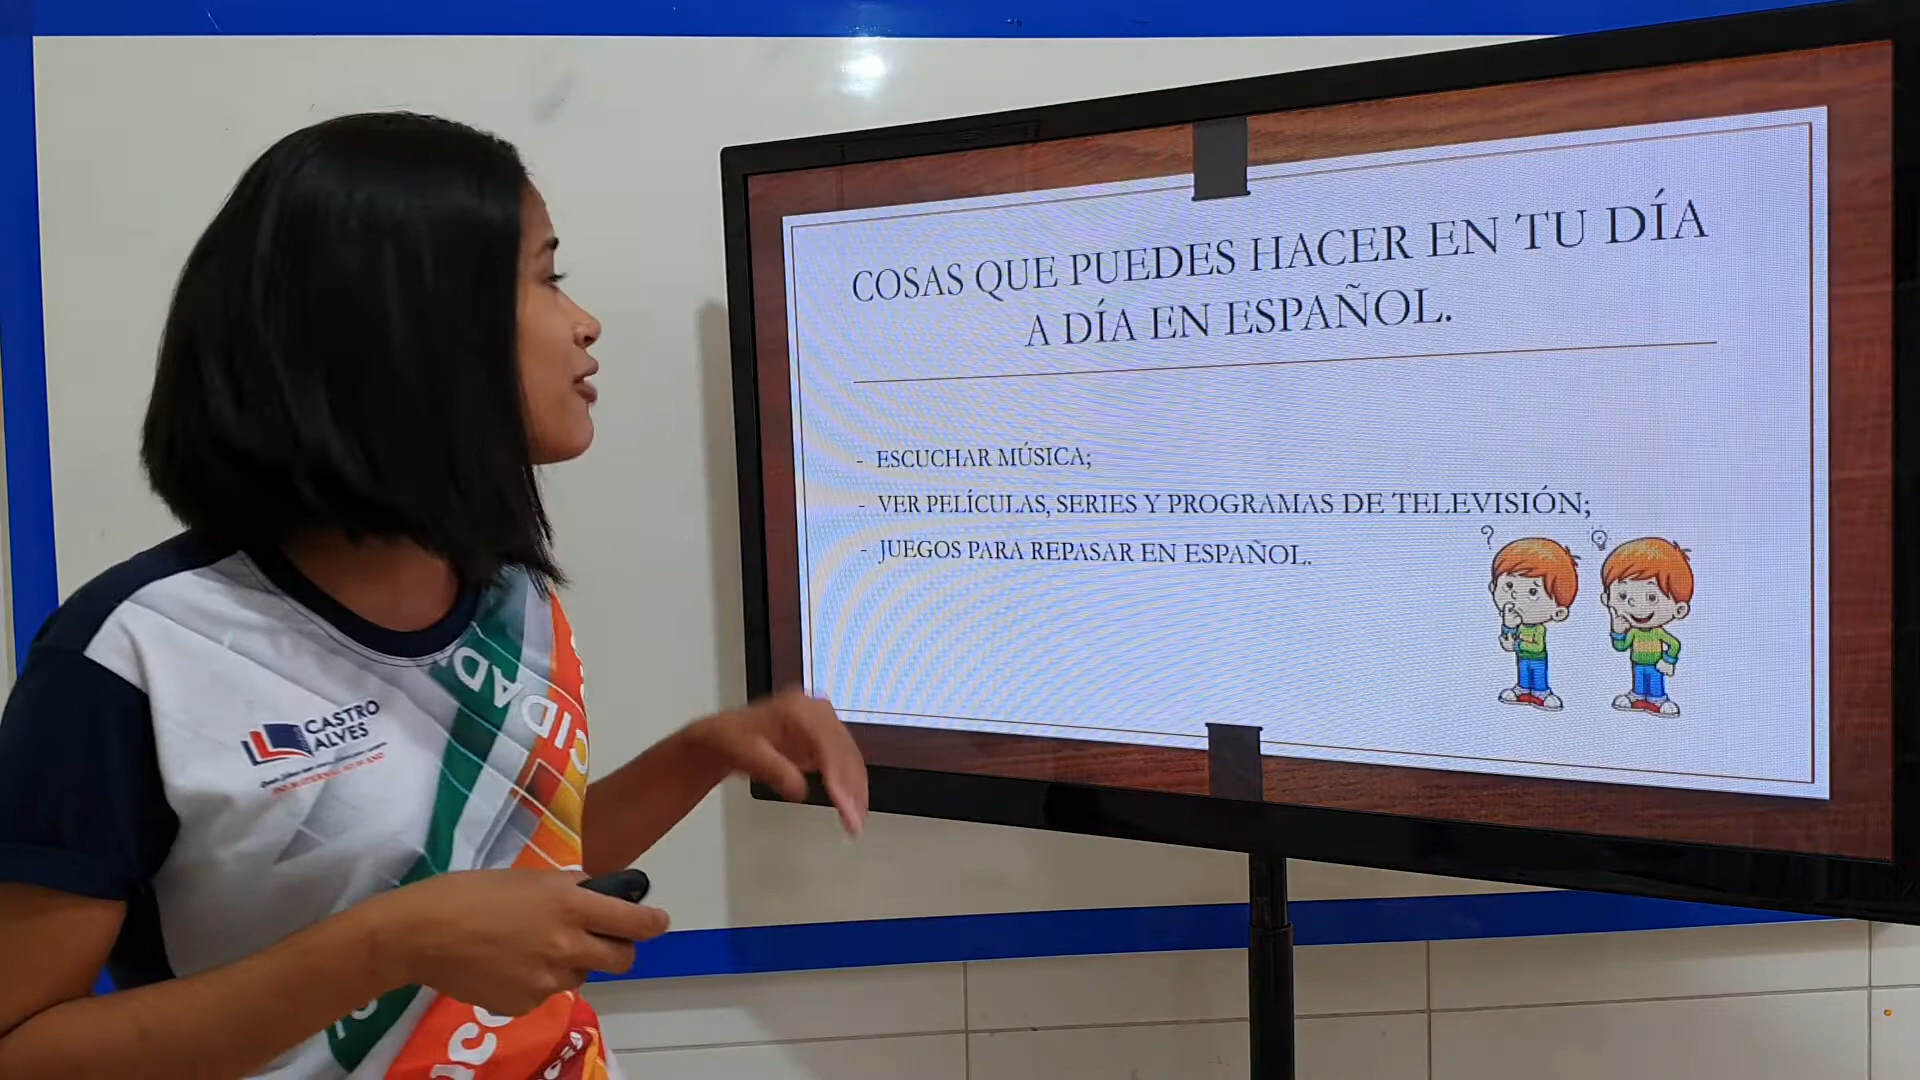 COSAS QUE PUEDES HACER EN TU DÍA
A DÍA EN ESPAÑOL.
- ESCUCHAR MÚSICA;
- VER PELÍCULAS, SERIES Y PROGRAMAS DE TELEVISIÓN;
- JUEGOS PARA REPASAR EN ESPAÑOL.
?
CASTRO
ALVES